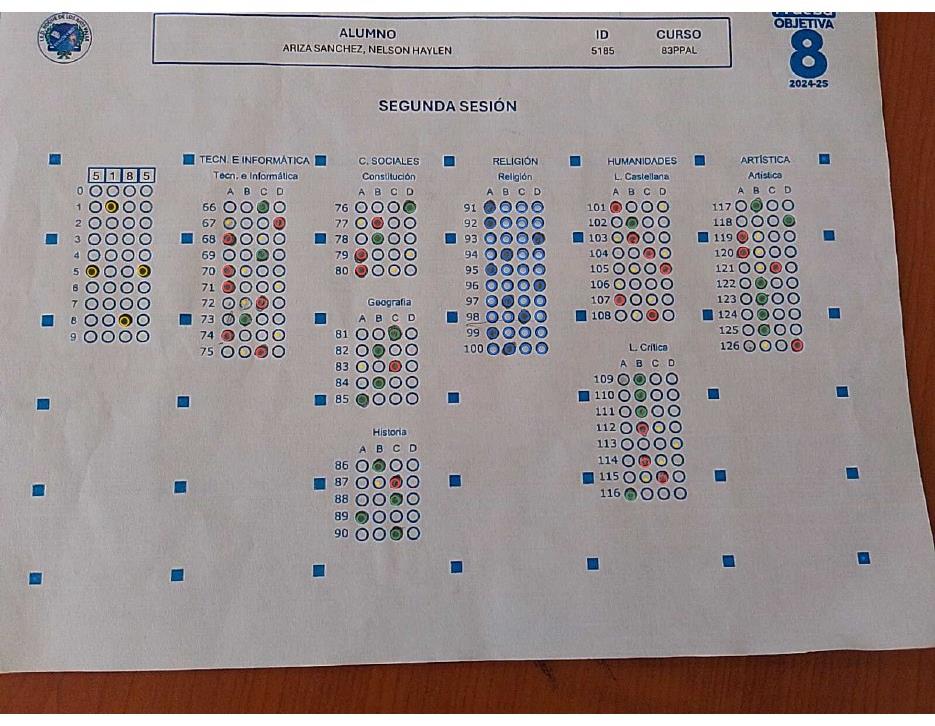 Prueba
OBJETIVA
8
2024-25
ALUMNO ID CURSO
ARIZA SANCHEZ, NELSON HAYLEN 5185 83PPAL
SEGUNDA SESIÓN
5 1 8 5
0
1
2
3
4
5
6
7
8
9
TECN. E INFORMÁTICA
Tecn. e Informática
A B C D
66
67
68
69
70
71
72
73
74
75
C. SOCIALES
Constitución
A B C D
76
77
78
79
80
Geografia
A B C D
81
82
83
84
85
Historia
A B C D
86
87
88
89
90
RELIGIÓN
Religión
A B C D
91
92
93
94
95
96
97
98
99
100
HUMANIDADES
L. Castellana
A B C D
101
102
103
104
105
106
107
108
L. Crítica
A B C D
109
110
111
112
113
114
115
116
ARTÍSTICA
Artística
A B C D
117
118
119
120
121
122
123
124
125
126